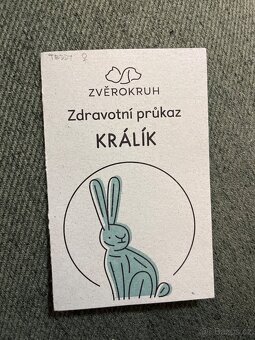 TEDDY ♀
ZVĚROKRUH
Zdravotní průkaz
KRÁLÍK